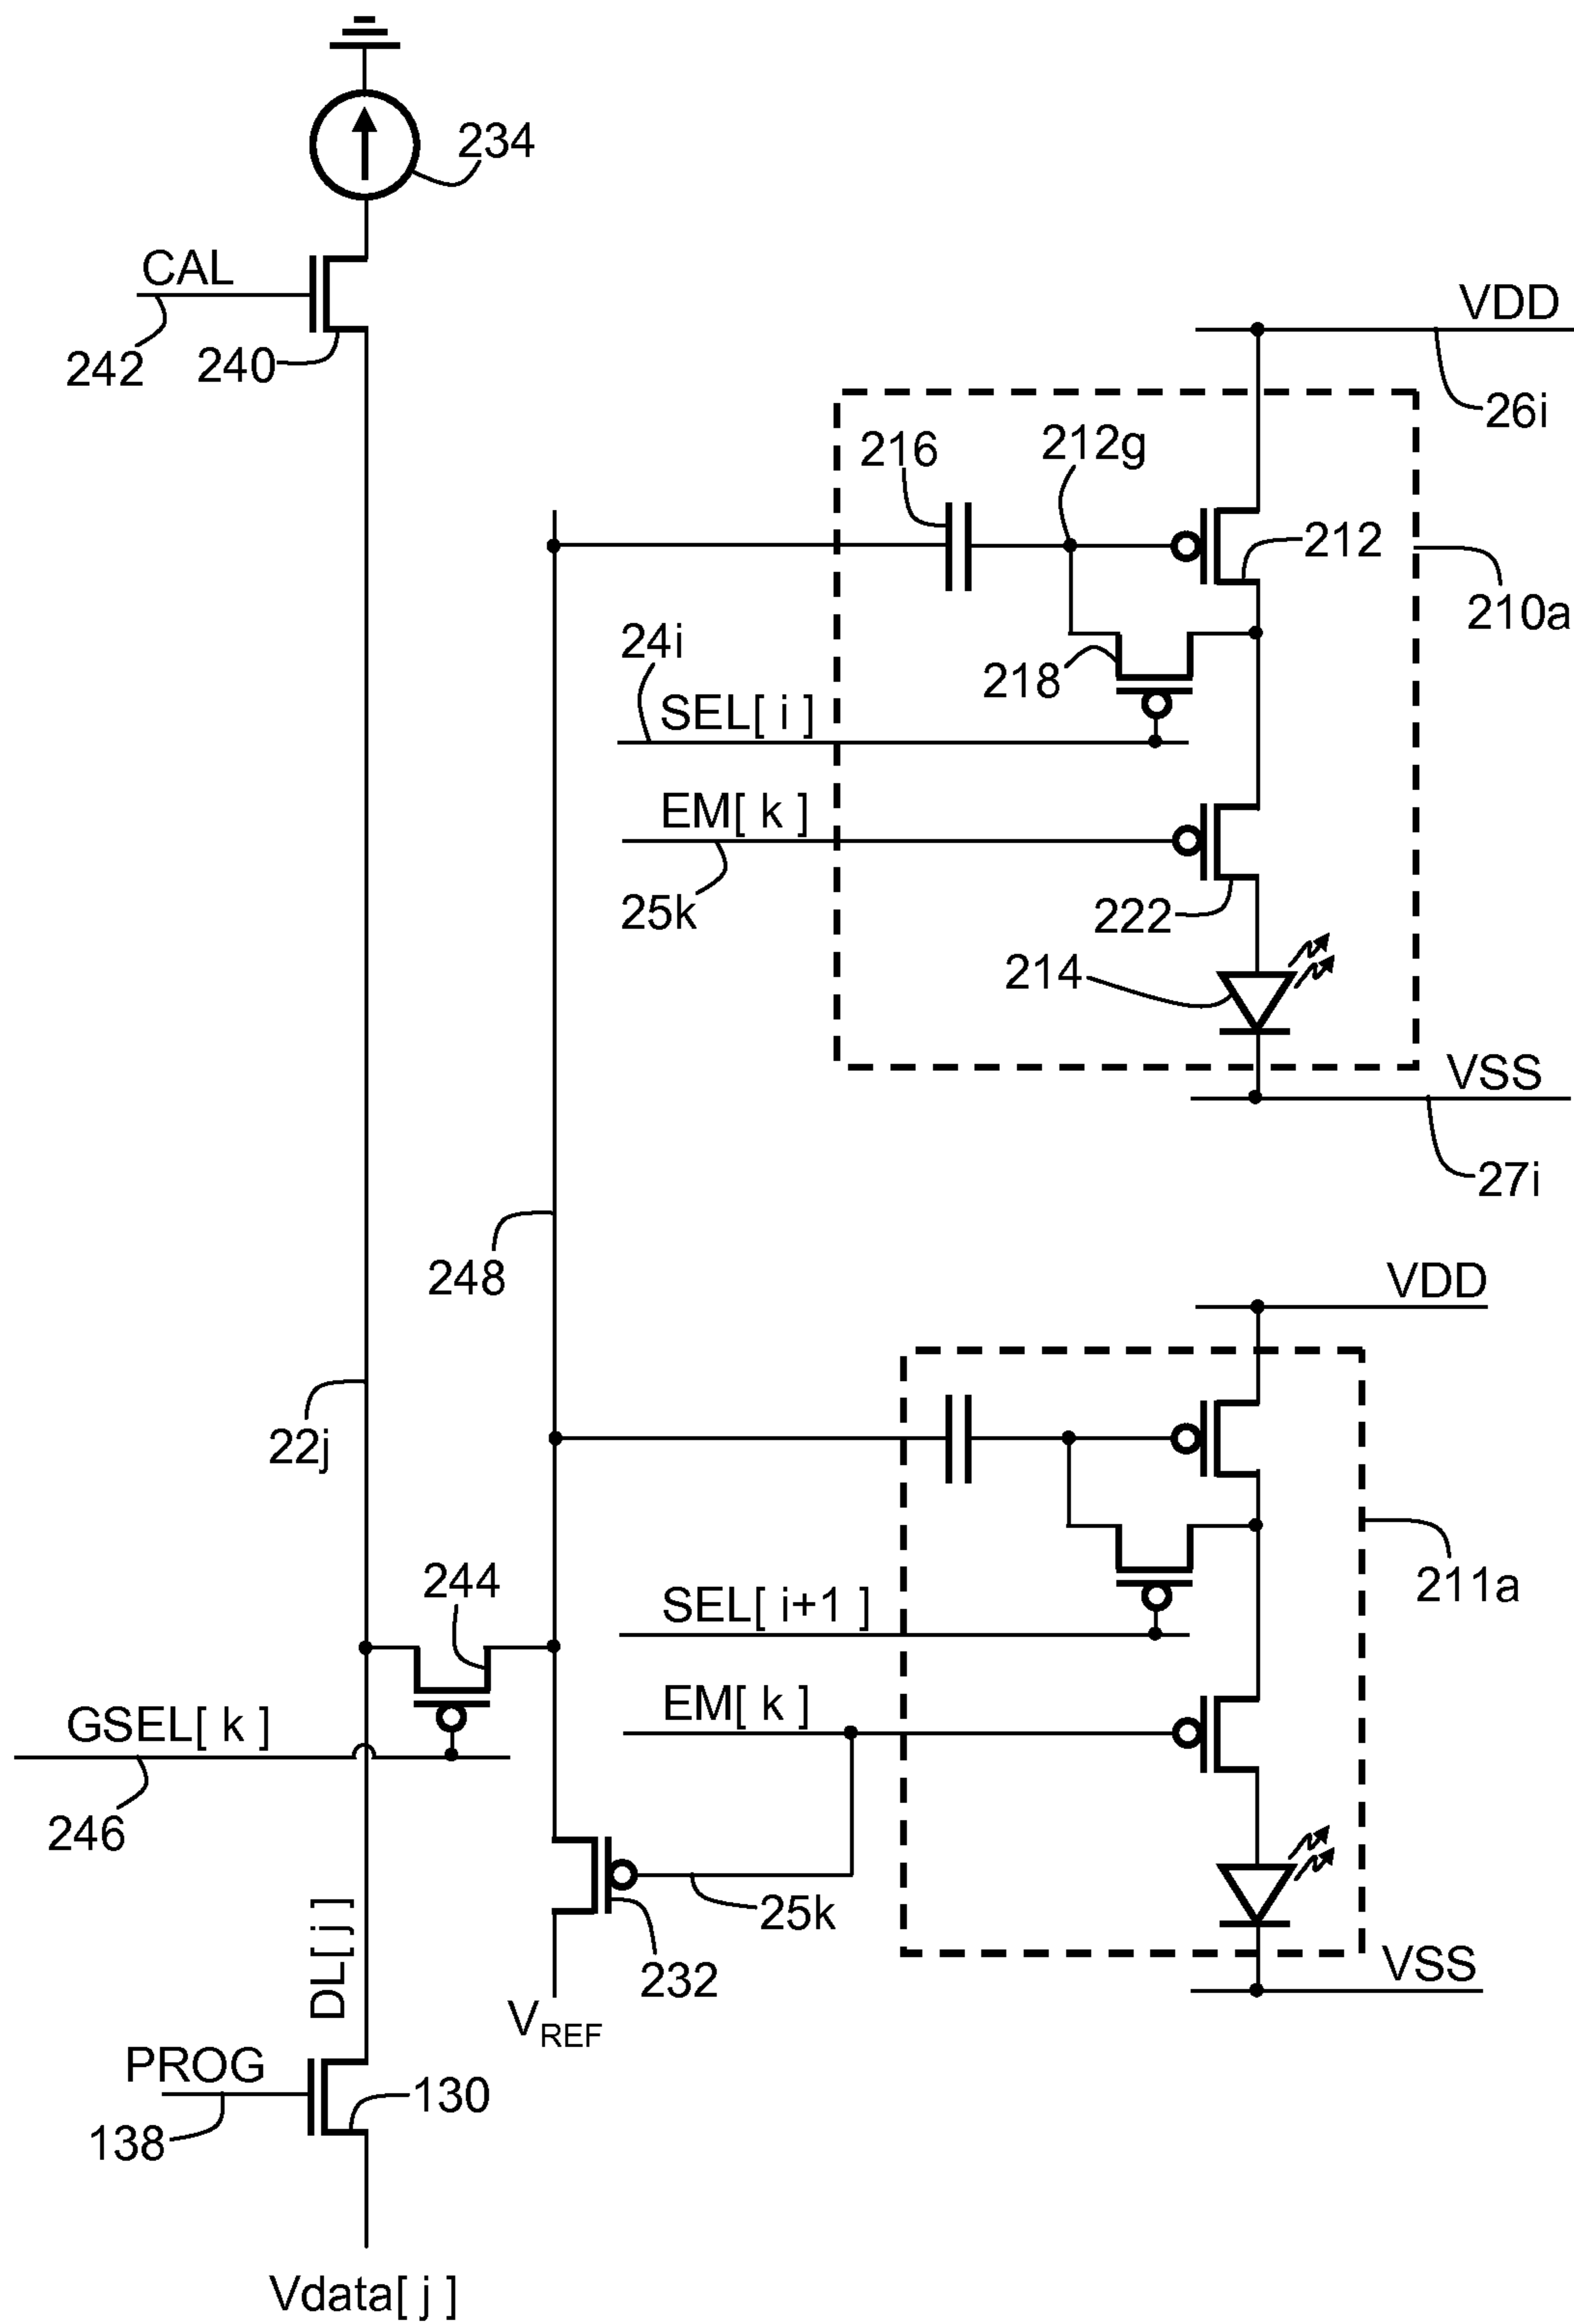 234
CAL
242
240
VDD
26i
216
212g
212
210a
24i
218
SEL[ i ]
EM[ k ]
25k
222
214
VSS
27i
248
VDD
22j
244
SEL[ i+1 ]
211a
EM[ k ]
GSEL[ k ]
246
25k
DL[ j ]
232
VSS
VREF
PROG
130
138
Vdata[ j ]